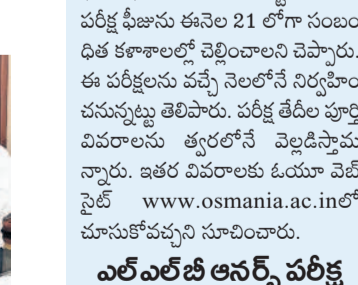 పరీక్ష ఫీజును ఈనెల 21 లోగా సంబం
ధిత కళాశాలల్లో చెల్లించాలని చెప్పారు.
ఈ పరీక్షలను వచ్చే నెలలోనే నిర్వహిం
చనున్నట్టు తెలిపారు. పరీక్ష తేదీల పూర్తి
వివరాలను త్వరలోనే వెల్లడిస్తామ
న్నారు. ఇతర వివరాలకు ఓయూ వెబ్
సైట్ www.osmania.ac.inలో
చూసుకోవచ్చని సూచించారు.
ఎల్ఎల్‌బీ ఆనర్స్ పరీక్ష